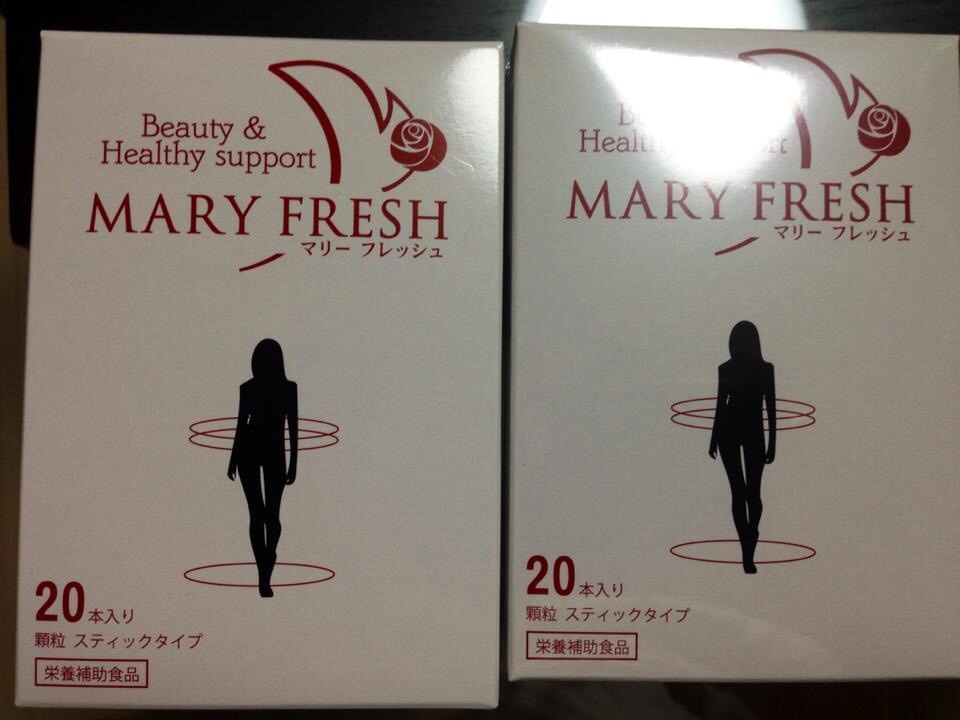 Beauty &
Healthy support
MARY FRESH
マリー フレッシュ
20本入り
顆粒 スティックタイプ
栄養補助食品
Healthy
MARY FRESH
マリー フレッシュ
20本入り
顆粒 スティックタイプ
栄養補助食品